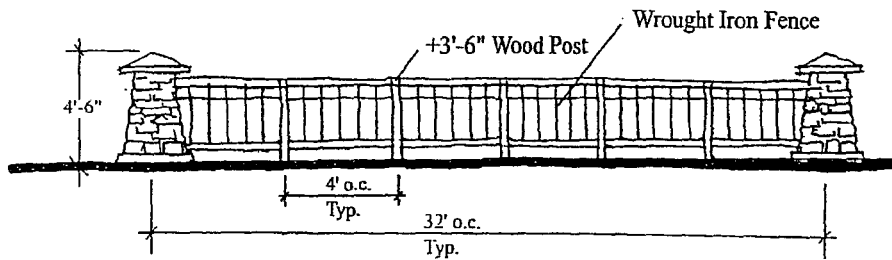 Wrought Iron Fence
+3'-6" Wood Post
4'-6"
4' o.c.
Typ.
32' o.c.
Typ.